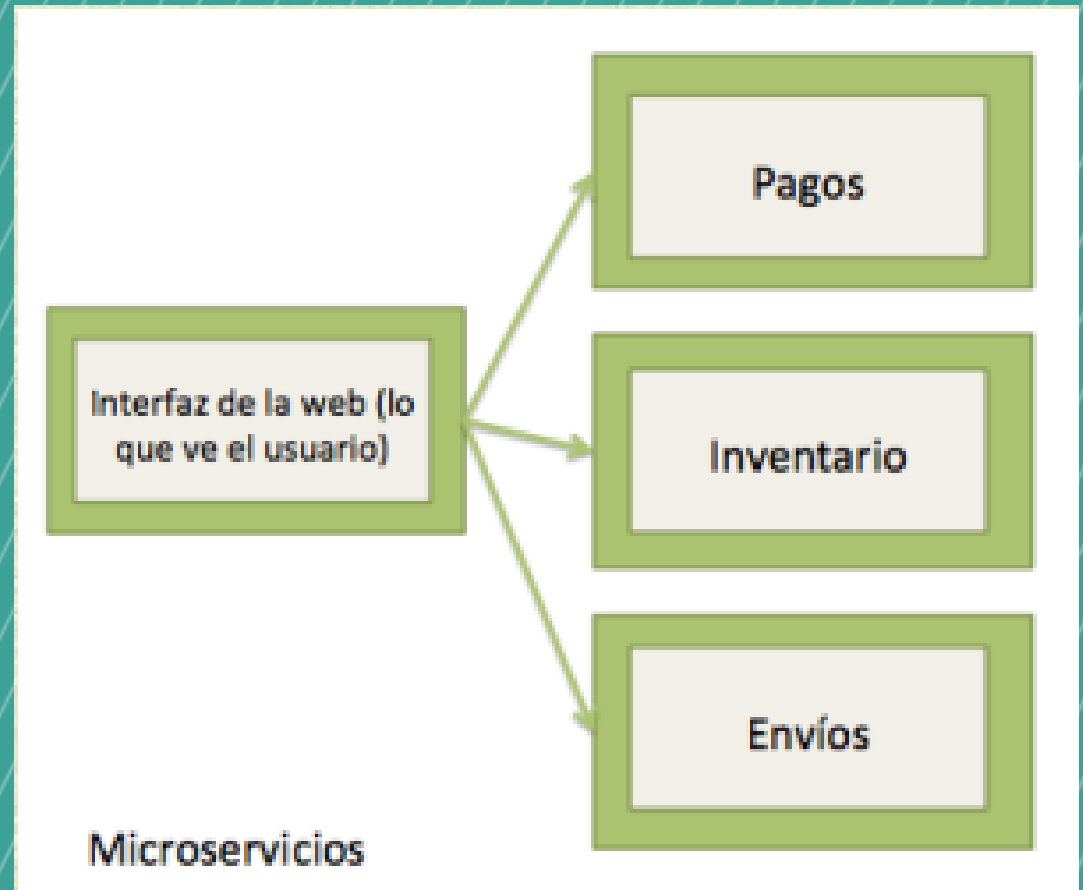 Pagos
Interfaz de la web (lo
que ve el usuario)
Inventario
Envíos
Microservicios